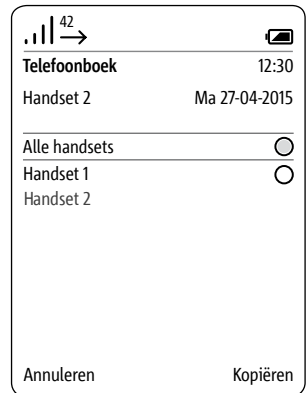 42
Telefoonboek 12:30
Handset 2 Ma 27-04-2015
Alle handsets
Handset 1
Handset 2
Annuleren Kopiëren